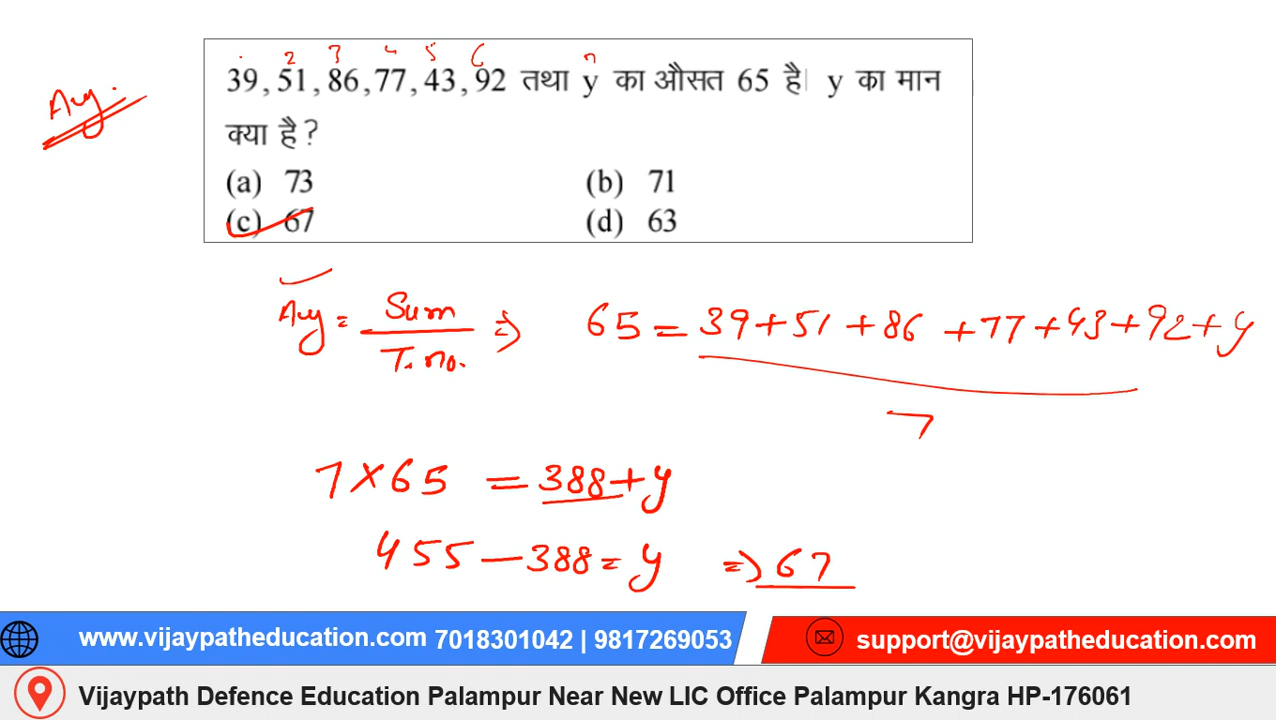 1 2 3 4 5 6 7
Avg.
39, 51, 86, 77, 43, 92 तथा y का औसत 65 है। y का मान
क्या है ?
(a) 73 (b) 71
(c) 67 (d) 63
Avg = Sum / T. no. ⇒ 65 = 39+51+86+77+43+92+y
7
7×65 = 388+y
455 − 388 = y ⇒ 67
www.vijaypatheducation.com 7018301042 | 9817269053 support@vijaypatheducation.com
Vijaypath Defence Education Palampur Near New LIC Office Palampur Kangra HP-176061